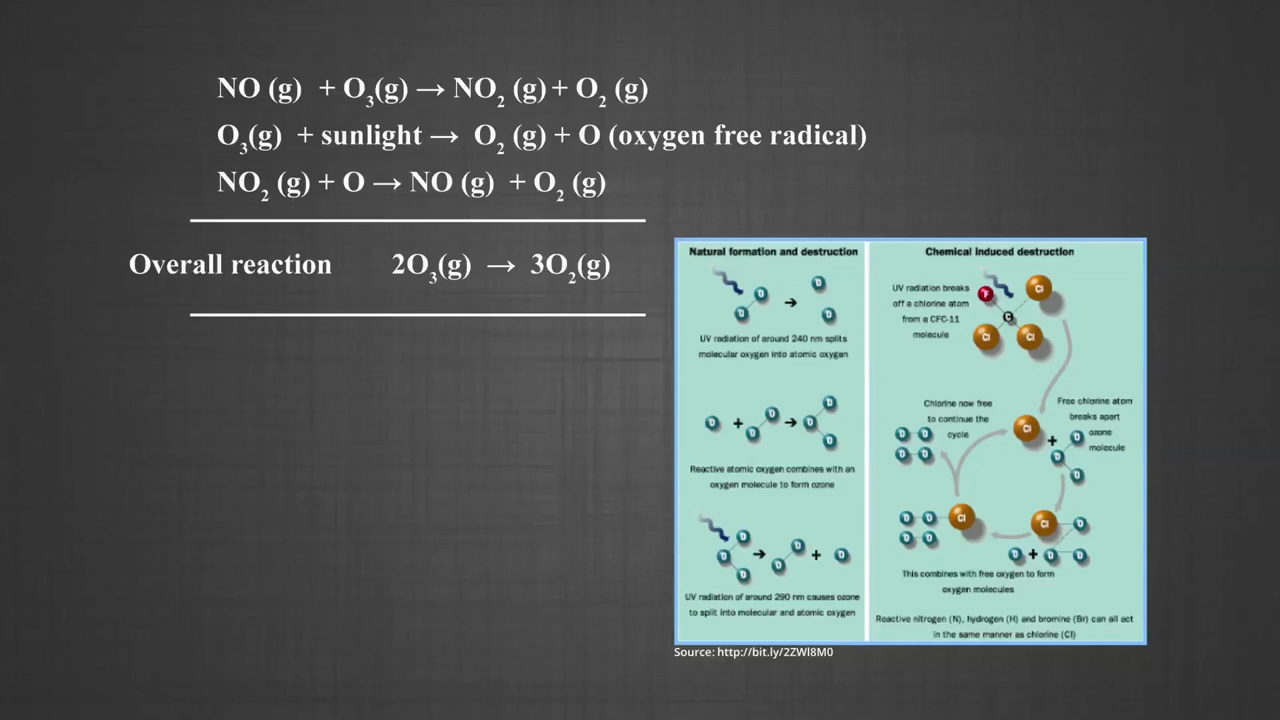 NO (g) + O₃(g) → NO₂ (g) + O₂ (g)
O₃(g) + sunlight → O₂ (g) + O (oxygen free radical)
NO₂ (g) + O → NO (g) + O₂ (g)
Overall reaction 2O₃(g) → 3O₂(g)
Natural formation and destruction
UV radiation of around 240 nm splits
molecular oxygen into atomic oxygen
Reactive atomic oxygen combines with an
oxygen molecule to form ozone
UV radiation of around 290 nm causes ozone
to split into molecular and atomic oxygen
Chemical induced destruction
UV radiation breaks
off a chlorine atom
from a CFC-11
molecule
F
Cl
C
Cl
Cl
Chlorine now free
to continue the
cycle
Free chlorine atom
breaks apart
ozone
molecule
Cl
+
Cl
Cl
+
This combines with free oxygen to form
oxygen molecules
Reactive nitrogen (N), hydrogen (H) and bromine (Br) can all act
in the same manner as chlorine (Cl)
Source: http://bit.ly/2ZWl8M0